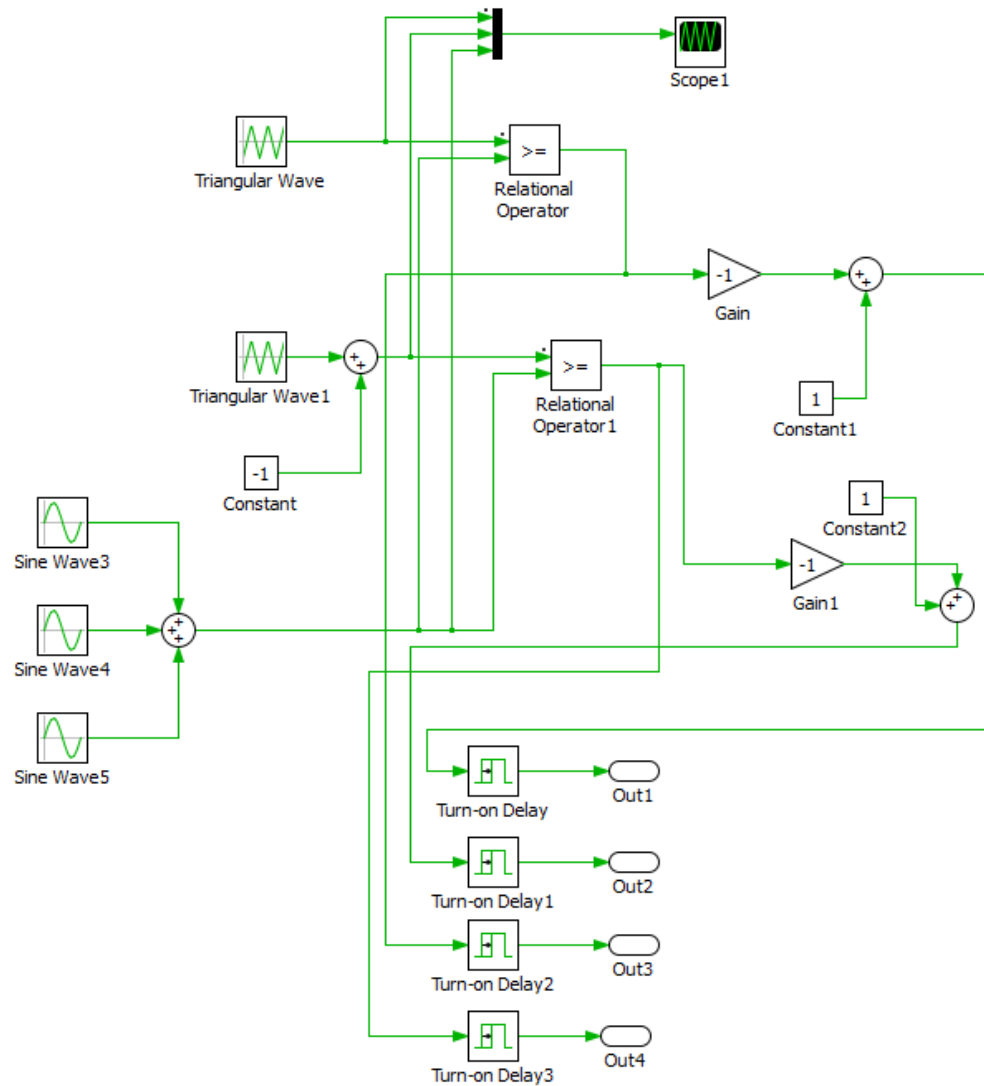 Scope1
Triangular Wave
>=
Relational
Operator
-1
Gain
+
+
Triangular Wave1
+
+
>=
Relational
Operator1
1
Constant1
-1
Constant
1
Constant2
Sine Wave3
-1
Gain1
+
+
Sine Wave4
+
+
+
Sine Wave5
Turn-on Delay
Out1
Turn-on Delay1
Out2
Turn-on Delay2
Out3
Turn-on Delay3
Out4